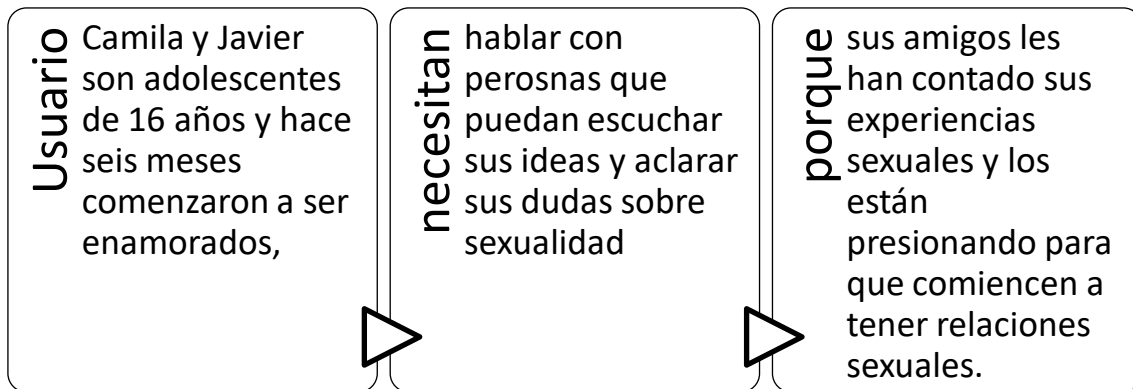 Usuario
Camila y Javier
son adolescentes
de 16 años y hace
seis meses
comenzaron a ser
enamorados,
necesitan
hablar con
perosnas que
puedan escuchar
sus ideas y aclarar
sus dudas sobre
sexualidad
porque
sus amigos les
han contado sus
experiencias
sexuales y los
están
presionando para
que comiencen a
tener relaciones
sexuales.